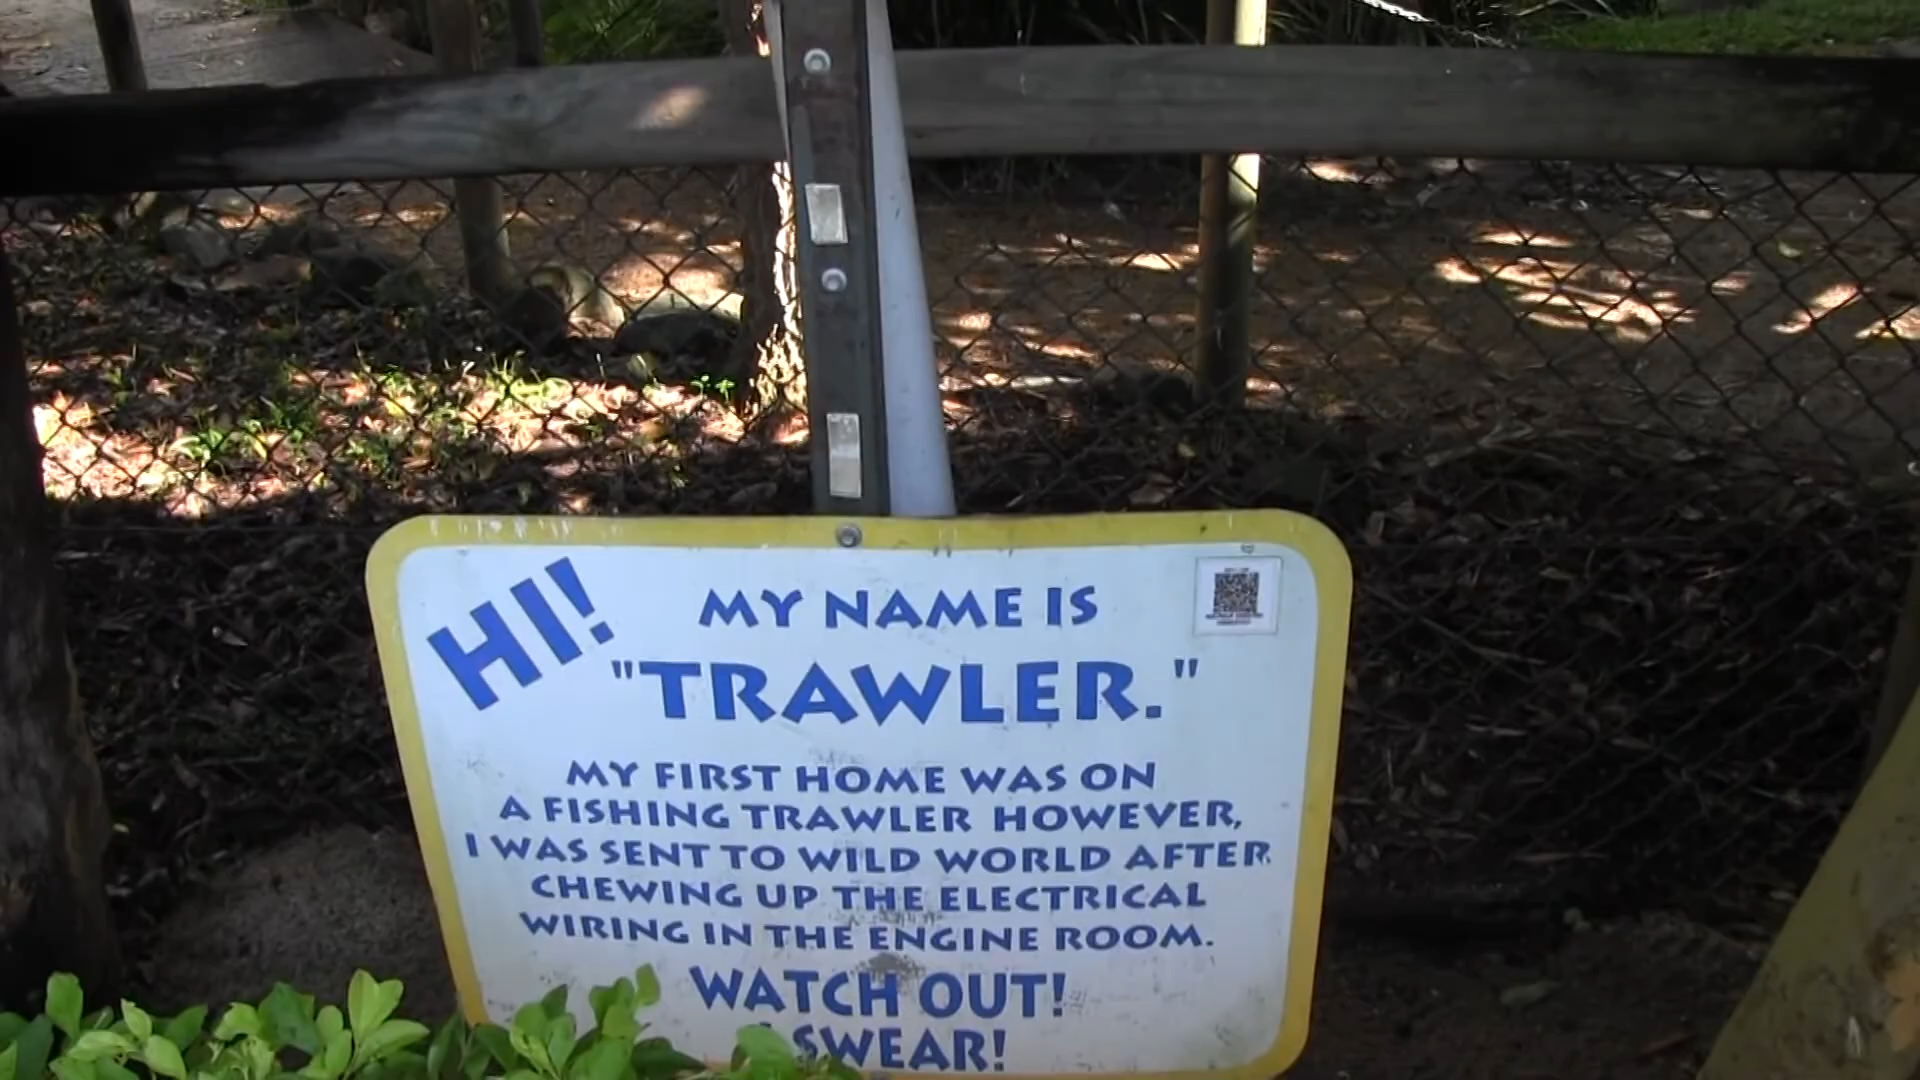 HI!
MY NAME IS
"TRAWLER."
MY FIRST HOME WAS ON
A FISHING TRAWLER HOWEVER,
I WAS SENT TO WILD WORLD AFTER
CHEWING UP THE ELECTRICAL
WIRING IN THE ENGINE ROOM.
WATCH OUT!
I SWEAR!